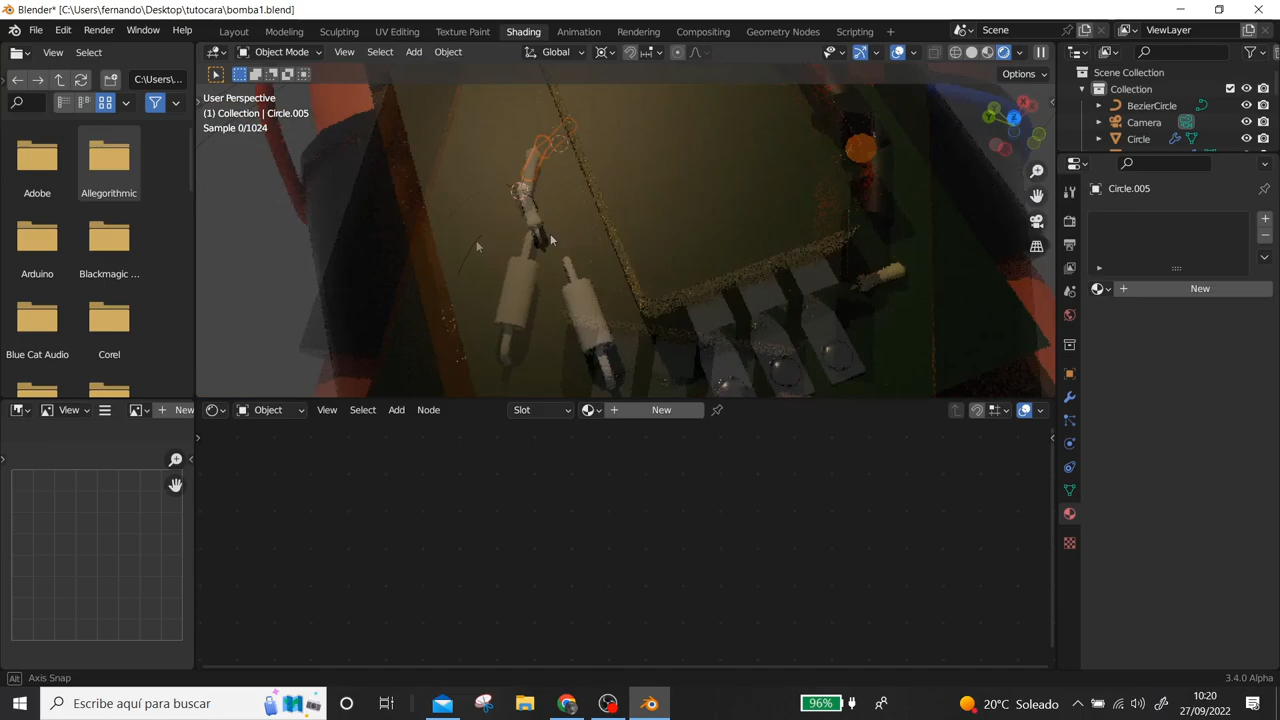 Blender* [C:\Users\fernando\Desktop\tutocara\bomba1.blend]
File Edit Render Window Help Layout Modeling Sculpting UV Editing Texture Paint Shading Animation Rendering Compositing Geometry Nodes Scripting + Scene ViewLayer
View Select Object Mode View Select Add Object Global
C:\Users\...
Options
Scene Collection
Collection
BezierCircle
Camera
Circle
User Perspective
(1) Collection | Circle.005
Sample 0/1024
Adobe Allegorithmic
Circle.005
Arduino Blackmagic ...
New
Blue Cat Audio Corel
View New Object View Select Add Node Slot New
Alt Axis Snap 3.4.0 Alpha
Escribe aquí para buscar 96% 20°C Soleado 10:20
27/09/2022